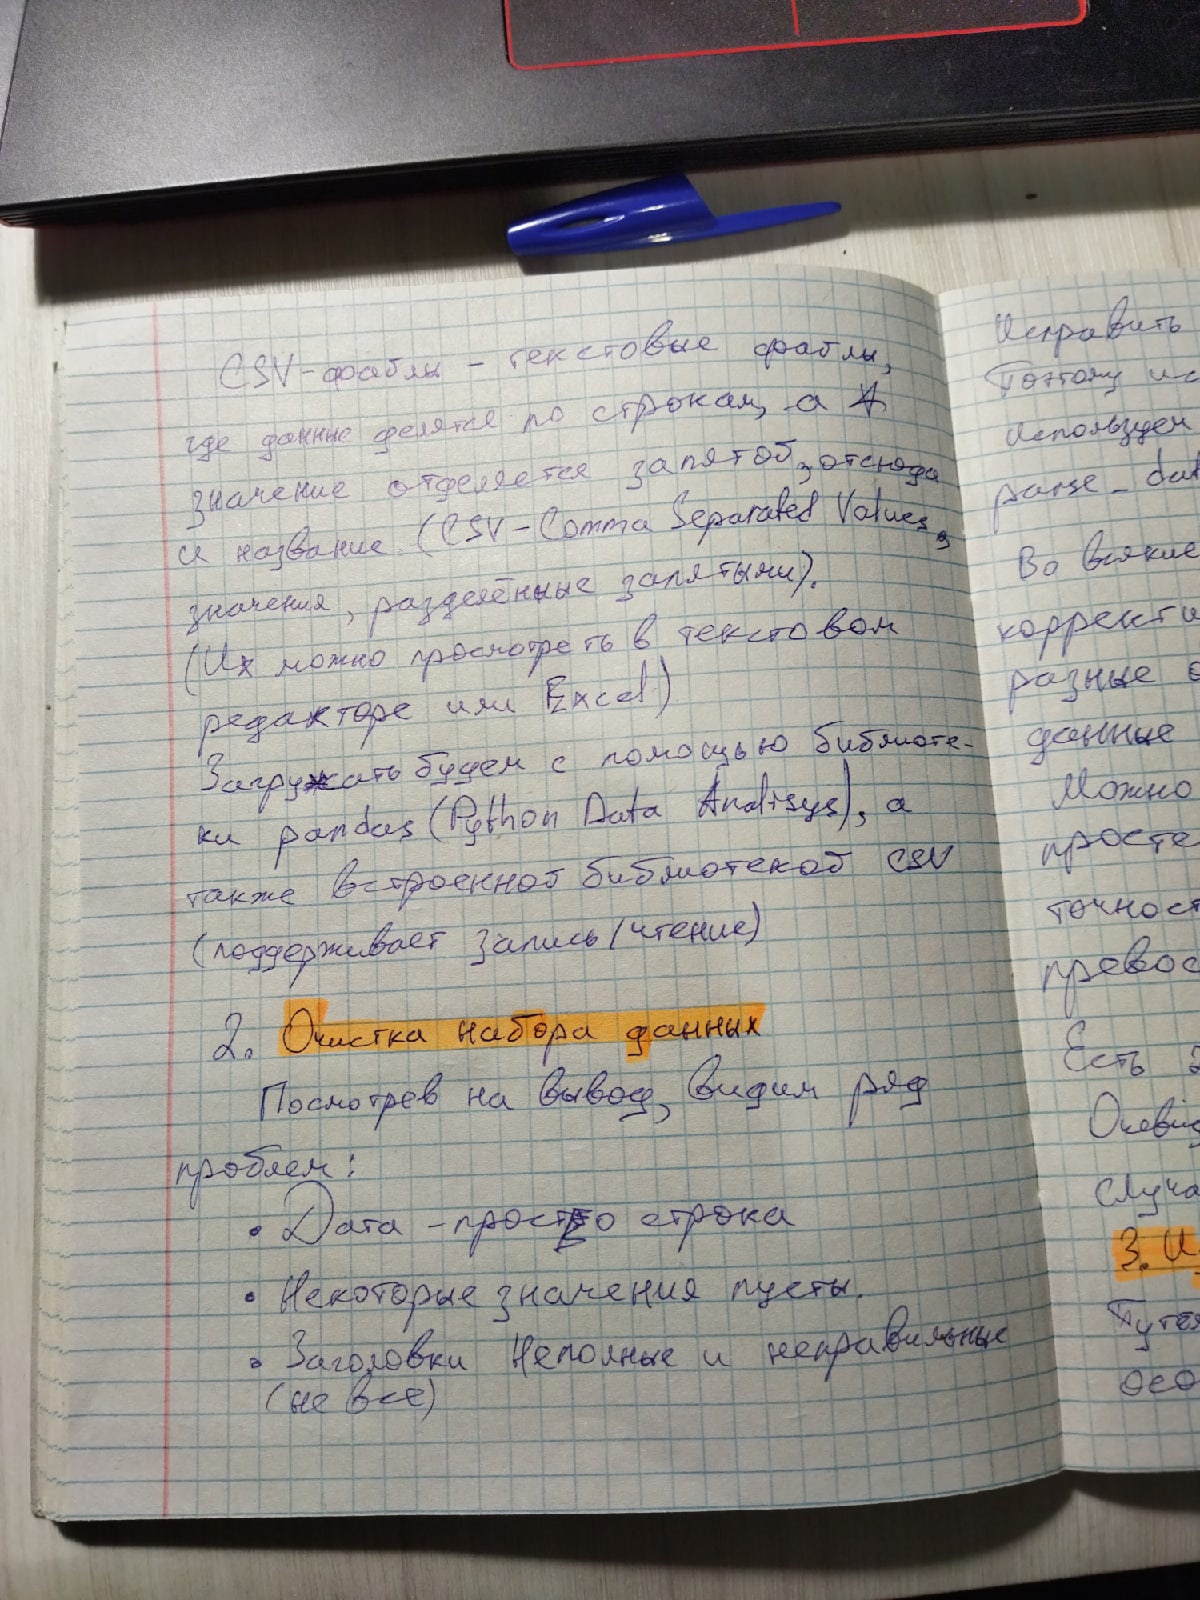 CSV-файлы - текстовые файлы,
где данные делятся по строкам, а
значение отделяется запятой, отсюда
и название (CSV - Comma Separated Values,
значения, разделённые запятыми).
(Их можно просмотреть в текстовом
редакторе или Excel)
Загружать будем с помощью библиоте-
ки pandas (Python Data Analisys), а
также встроенной библиотекой CSV
(поддерживает запись/чтение)
2. Очистка набора данных
Посмотрев на вывод, видим ряд
проблем:
• Дата - просто строка
• Некоторые значения пусты.
• Заголовки неполные и неправильные
(не все)
Исправить
Поэтому
Используем
parse_dat
Во всякие
корректи
разные о
данные
Можно
просте
точност
превос
Есть 2
Очевид
случа
3. И
Путём
осо